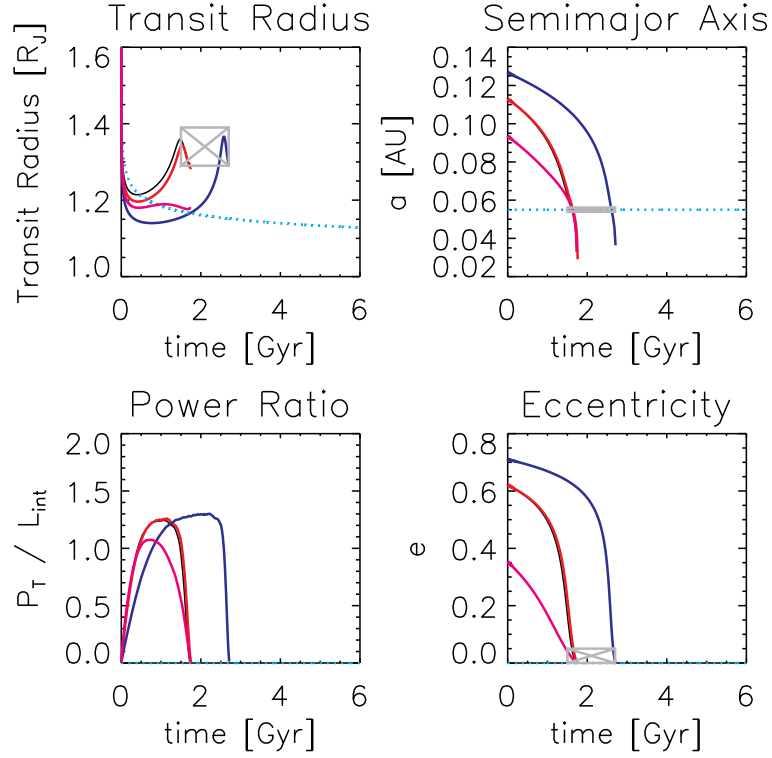 Transit Radius
Transit Radius [R_J]
1.6
1.4
1.2
1.0
0 2 4 6
time [Gyr]
Semimajor Axis
a [AU]
0.14
0.12
0.10
0.08
0.06
0.04
0.02
0 2 4 6
time [Gyr]
Power Ratio
P_T / L_int
2.0
1.5
1.0
0.5
0.0
0 2 4 6
time [Gyr]
Eccentricity
e
0.8
0.6
0.4
0.2
0.0
0 2 4 6
time [Gyr]